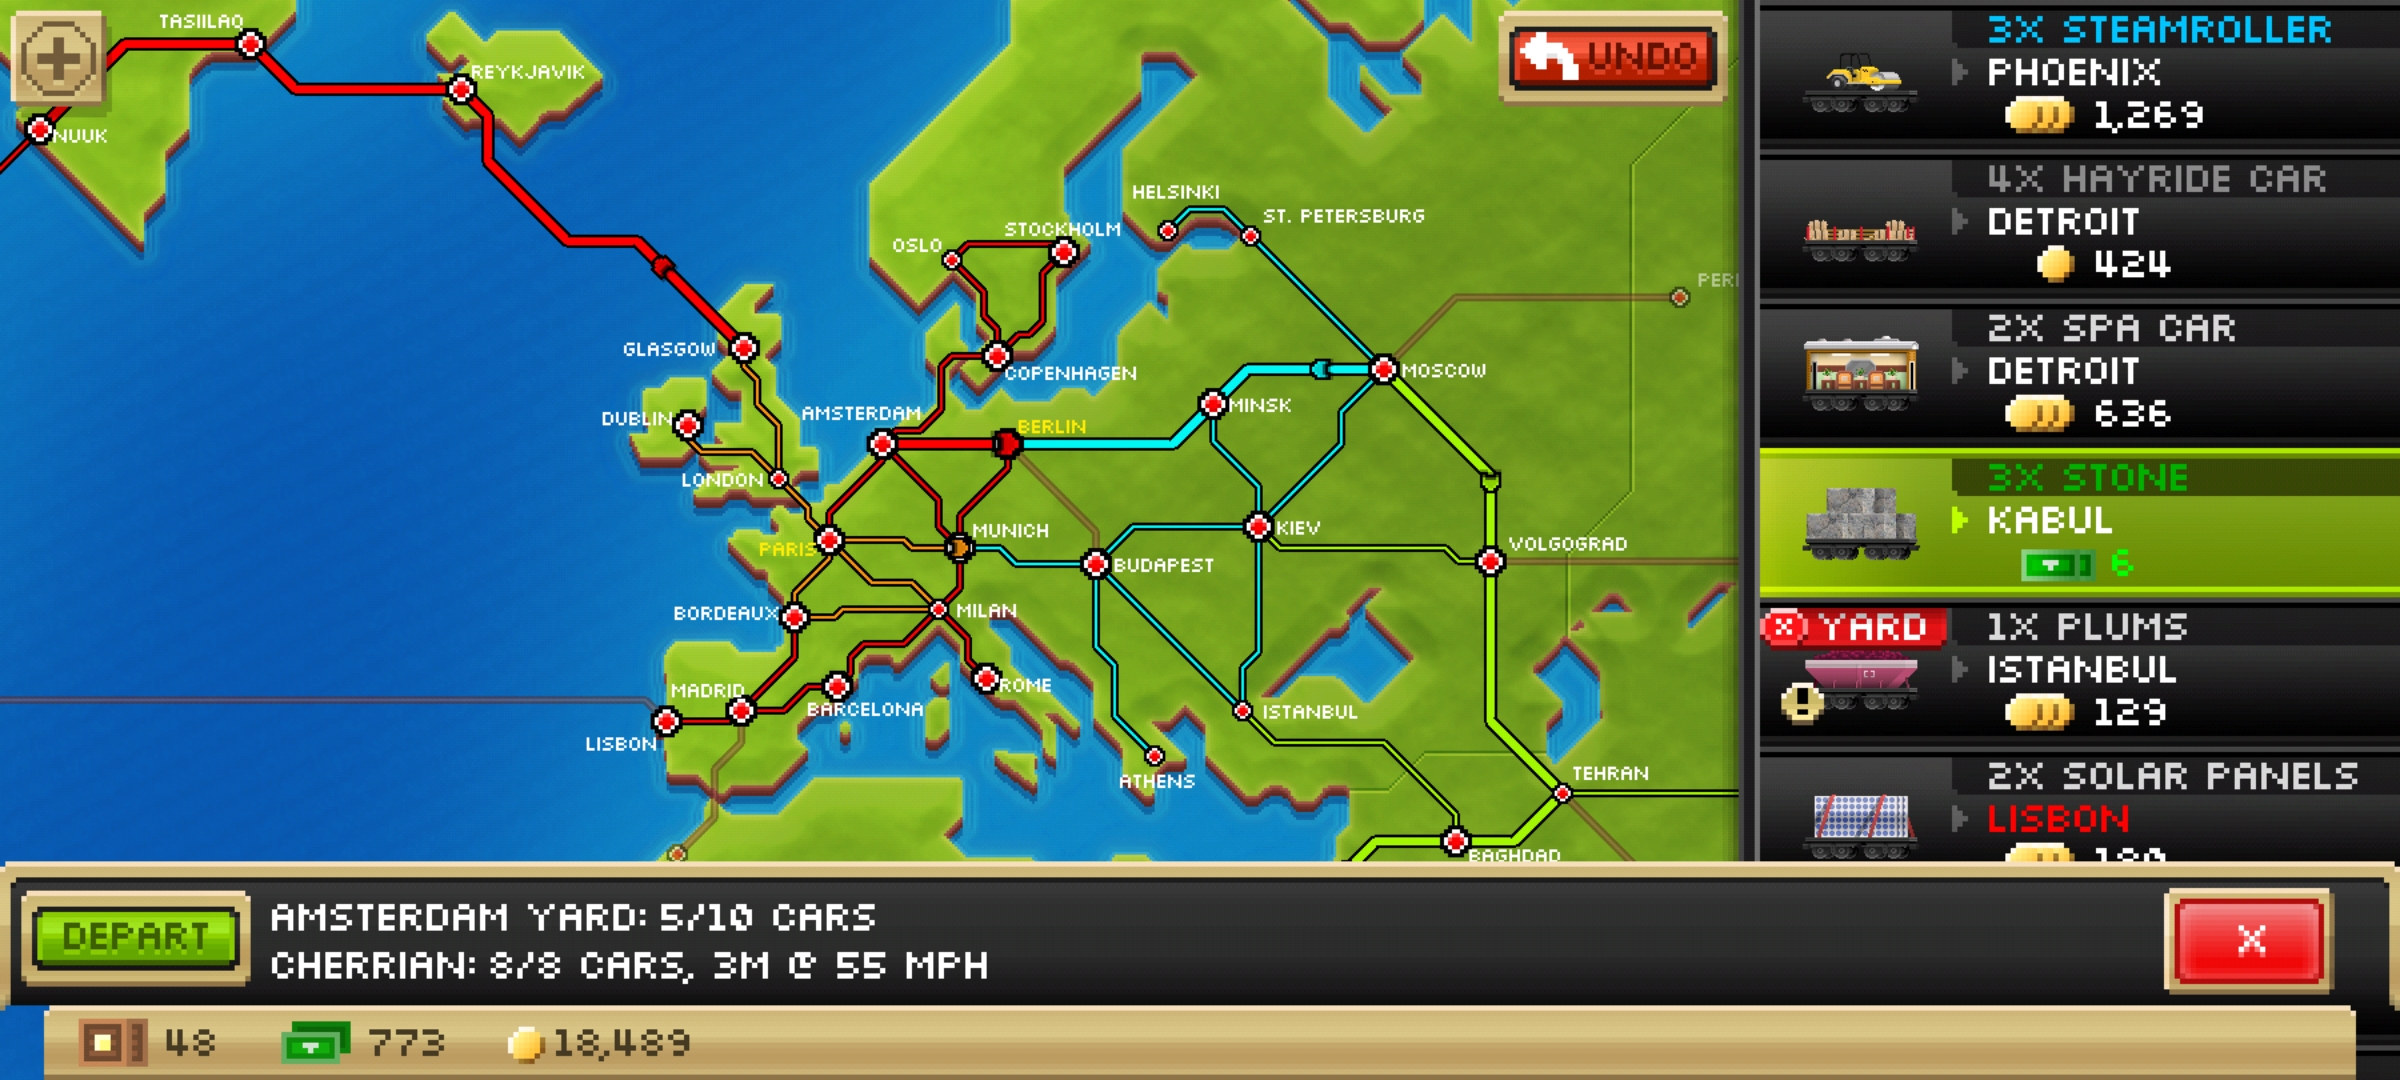 TASIILAQ
REYKJAVIK
NUUK
UNDO
HELSINKI
ST. PETERSBURG
STOCKHOLM
OSLO
GLASGOW
COPENHAGEN
MOSCOW
AMSTERDAM
MINSK
DUBLIN
BERLIN
LONDON
MUNICH
KIEV
PARIS
BUDAPEST
VOLGOGRAD
BORDEAUX
MILAN
MADRID
ROME
BARCELONA
ISTANBUL
LISBON
ATHENS
TEHRAN
BAGHDAD
3X STEAMROLLER
PHOENIX
1,269
4X HAYRIDE CAR
DETROIT
424
2X SPA CAR
DETROIT
636
3X STONE
KABUL
6
YARD
1X PLUMS
ISTANBUL
129
2X SOLAR PANELS
LISBON
DEPART
AMSTERDAM YARD: 5/10 CARS
CHERRIAN: 8/8 CARS, 3M @ 55 MPH
X
48
773
18,489